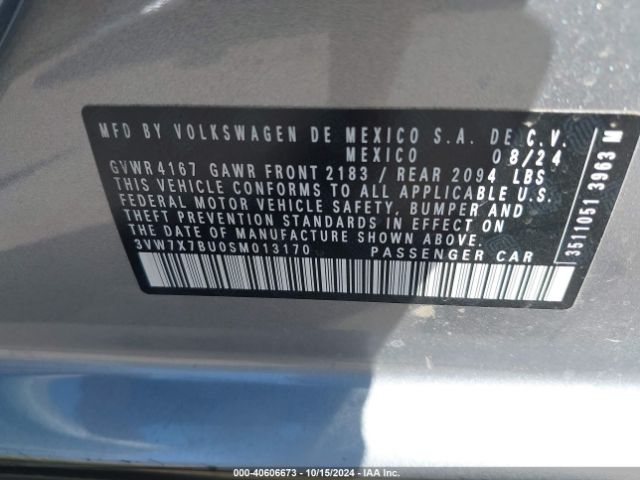 MFD BY VOLKSWAGEN DE MEXICO S.A. DE C.V.
MEXICO 08/24
GVWR 4167 GAWR FRONT 2183 / REAR 2094 LBS
THIS VEHICLE CONFORMS TO ALL APPLICABLE U.S.
FEDERAL MOTOR VEHICLE SAFETY, BUMPER AND
THEFT PREVENTION STANDARDS IN EFFECT ON
THE DATE OF MANUFACTURE SHOWN ABOVE.
3VW7X7BU0SM013170 PASSENGER CAR
3511051 3963 M
000-40606673 - 10/15/2024 - IAA Inc.